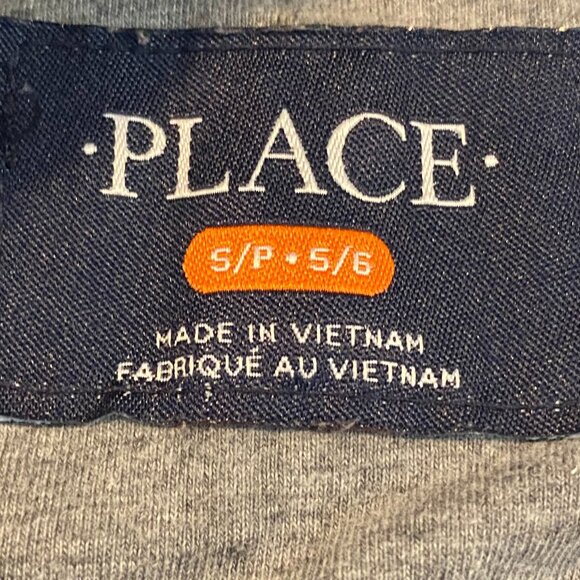 ·PLACE·
S/P • 5/6
MADE IN VIETNAM
FABRIQUÉ AU VIETNAM